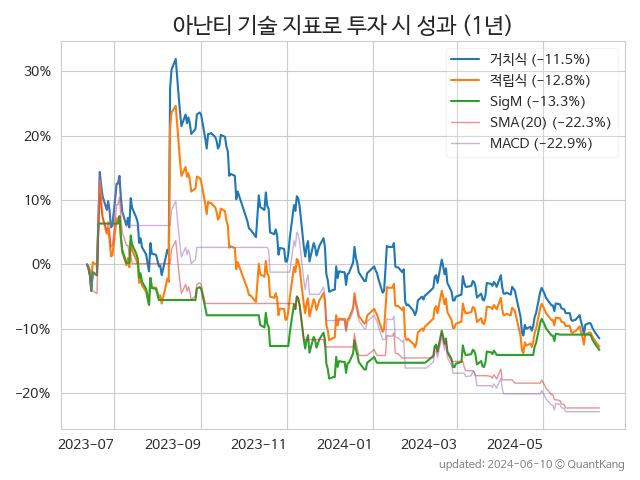 아난티 기술 지표로 투자 시 성과 (1년)
거치식 (−11.5%)
적립식 (−12.8%)
SigM (−13.3%)
SMA(20) (−22.3%)
MACD (−22.9%)
30%
20%
10%
0%
−10%
−20%
2023-07 2023-09 2023-11 2024-01 2024-03 2024-05
updated: 2024-06-10 © QuantKang